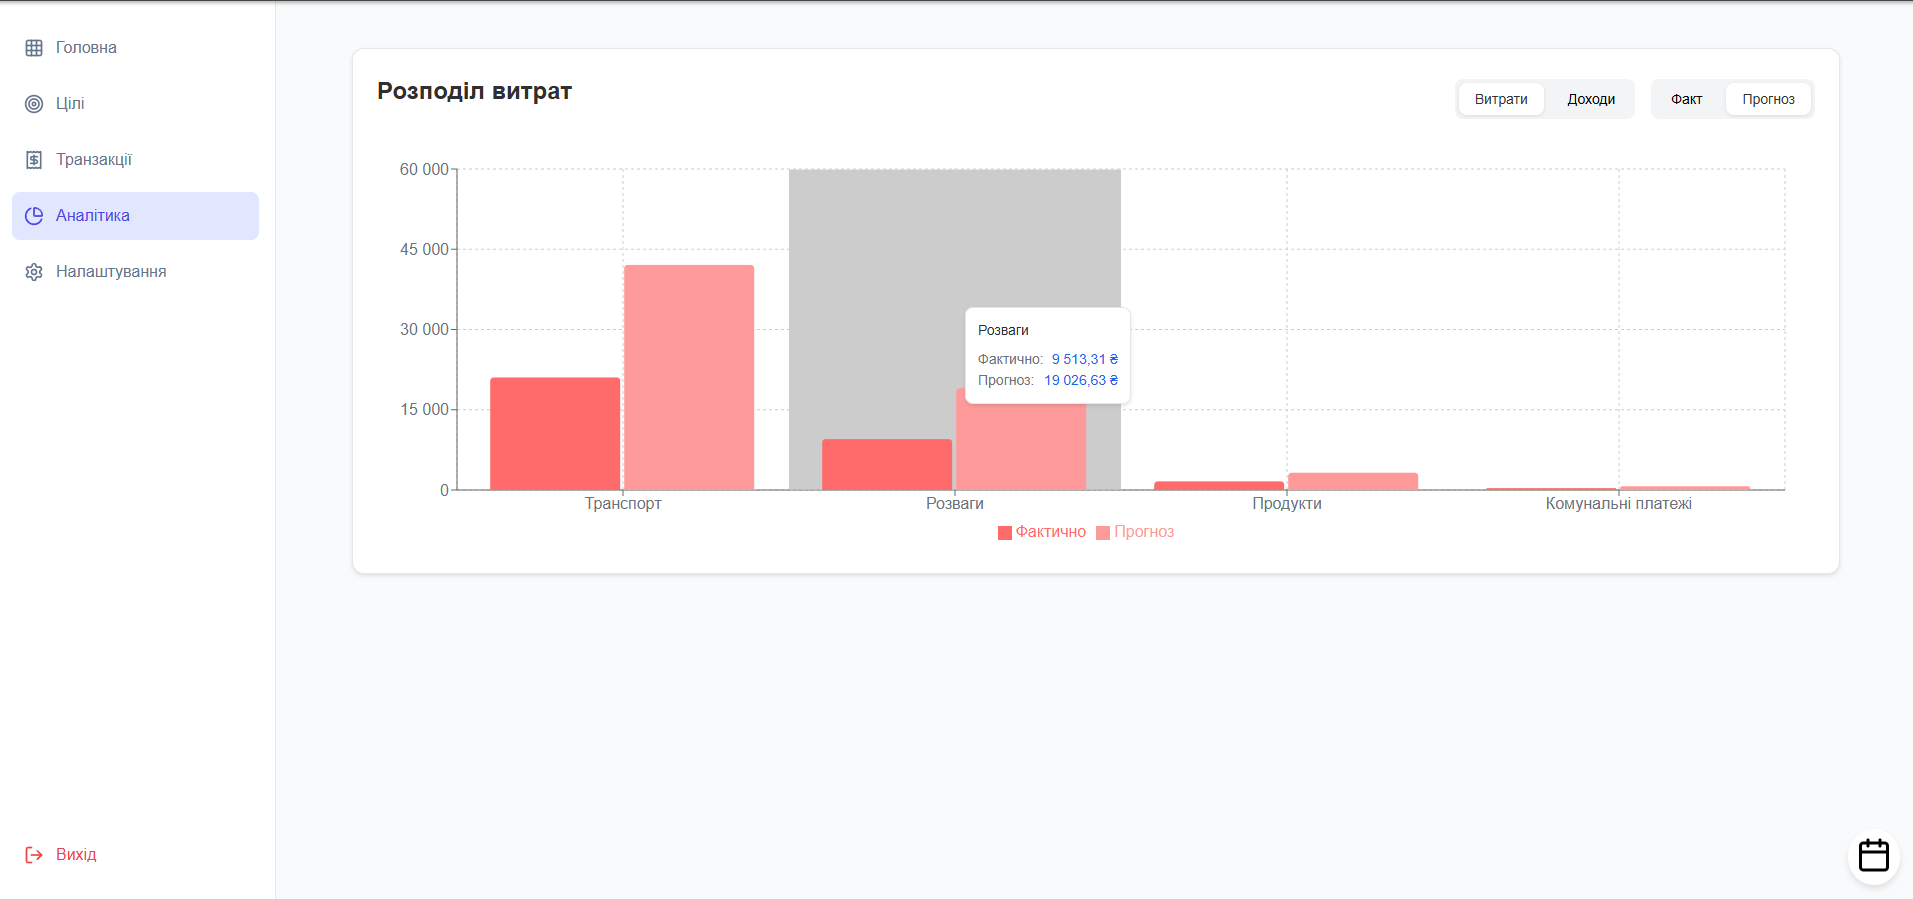 Головна
Цілі
Транзакції
Аналітика
Налаштування
Вихід
Розподіл витрат
Витрати Доходи Факт Прогноз
60 000
45 000
30 000
15 000
0
Розваги
Фактично: 9 513,31 ₴
Прогноз: 19 026,63 ₴
Транспорт Розваги Продукти Комунальні платежі
Фактично Прогноз